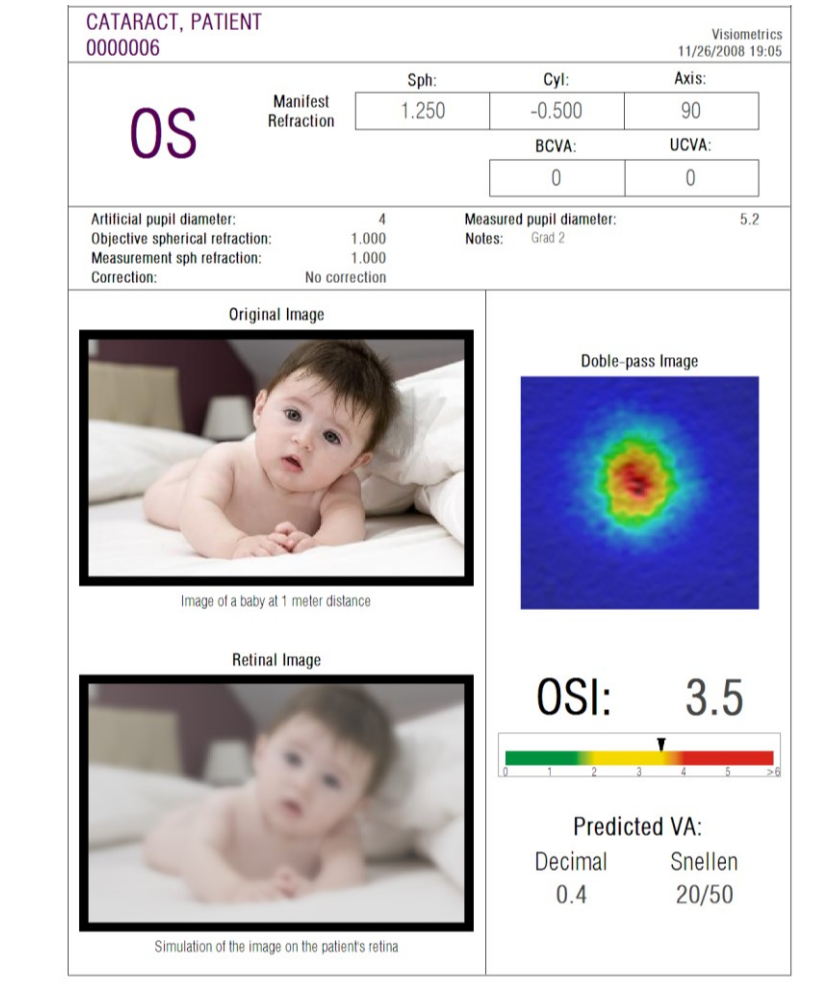 CATARACT, PATIENT
0000006
Visiometrics
11/26/2008 19:05
OS
Manifest
Refraction
Sph: Cyl: Axis:
1.250 -0.500 90
BCVA: UCVA:
0 0
Artificial pupil diameter: 4
Objective spherical refraction: 1.000
Measurement sph refraction: 1.000
Correction: No correction
Measured pupil diameter: 5.2
Notes: Grad 2
Original Image
Image of a baby at 1 meter distance
Retinal Image
Simulation of the image on the patient's retina
Doble-pass Image
OSI: 3.5
0 1 2 3 4 5 >6
Predicted VA:
Decimal Snellen
0.4 20/50